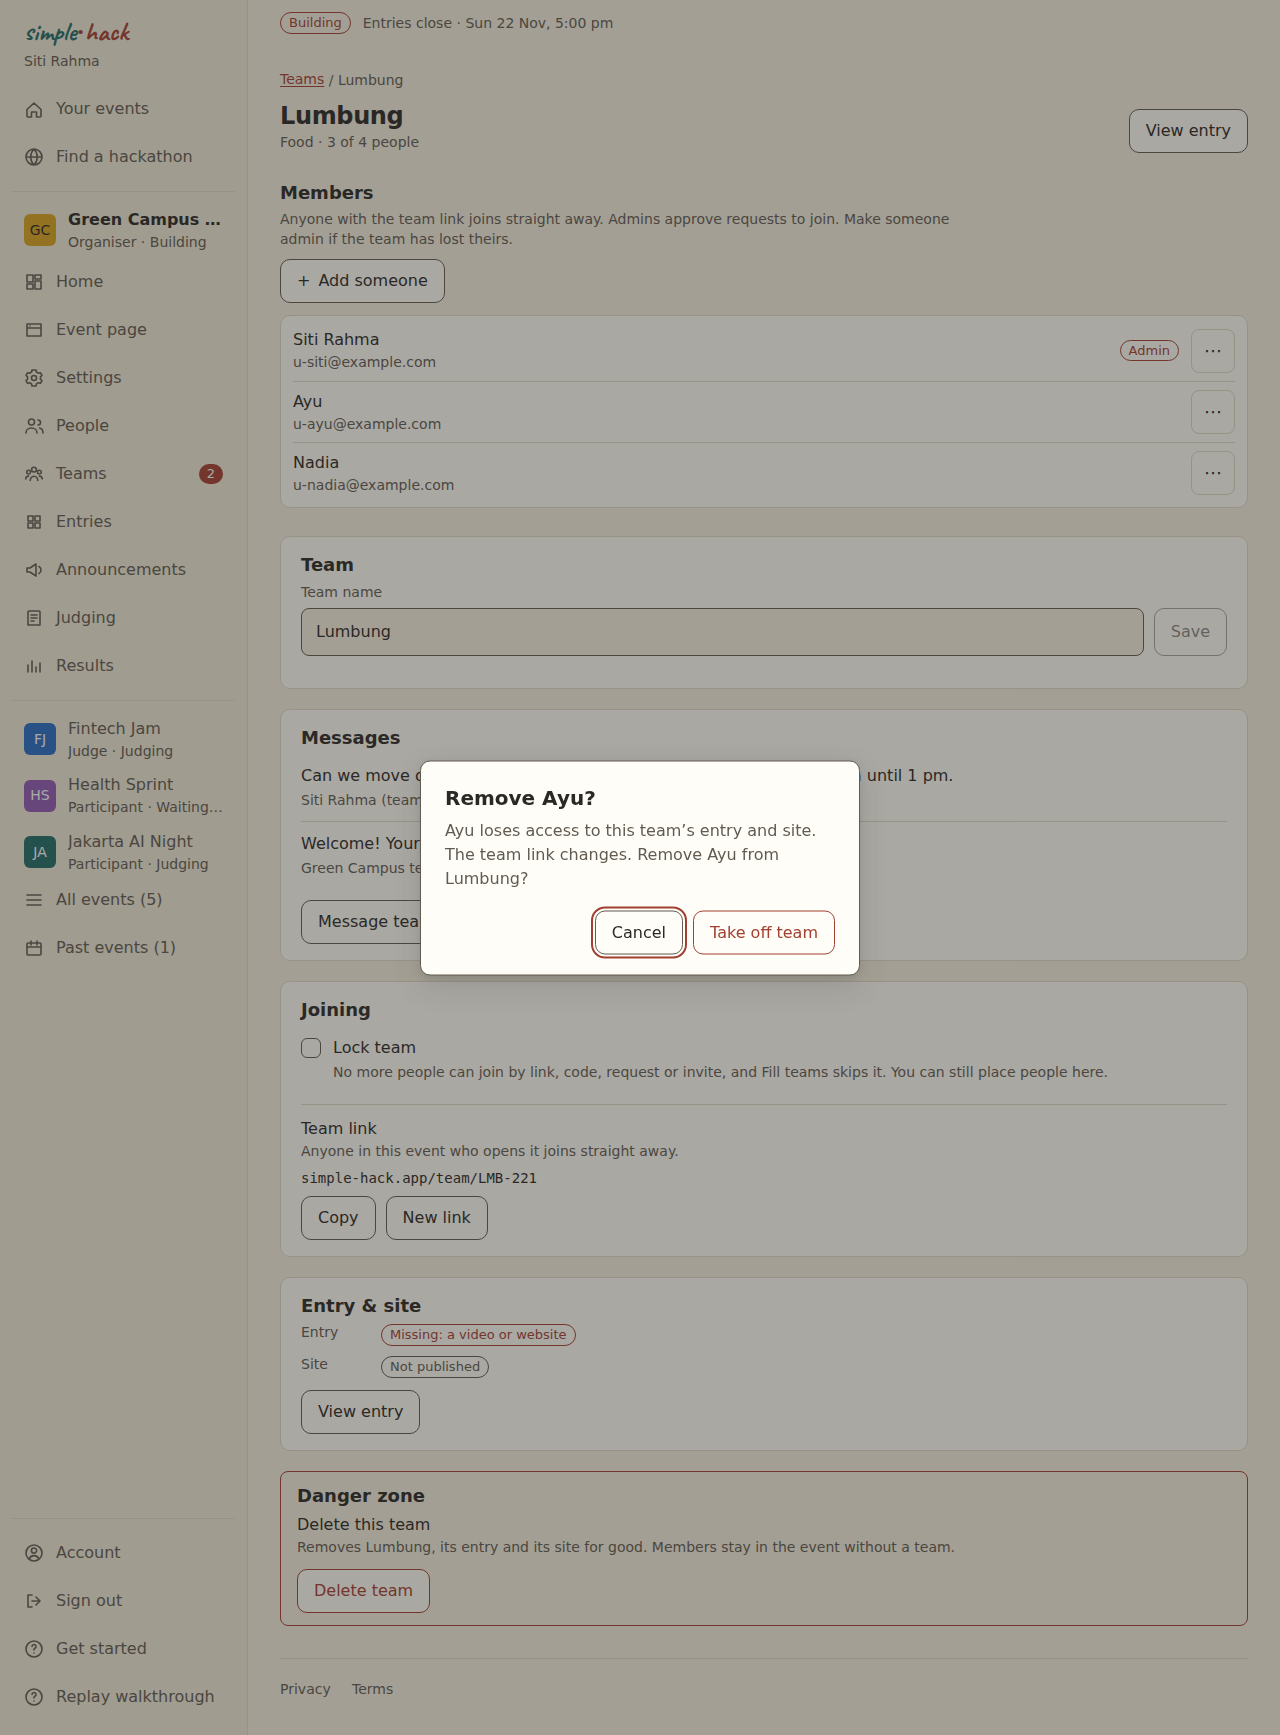 simple·hack
Siti Rahma
Your events
Find a hackathon
GC
Green Campus ...
Organiser · Building
Home
Event page
Settings
People
Teams 2
Entries
Announcements
Judging
Results
FJ
Fintech Jam
Judge · Judging
HS
Health Sprint
Participant · Waiting...
JA
Jakarta AI Night
Participant · Judging
All events (5)
Past events (1)
Account
Sign out
Get started
Replay walkthrough
Building Entries close · Sun 22 Nov, 5:00 pm
Teams / Lumbung
Lumbung
Food · 3 of 4 people
View entry
Members
Anyone with the team link joins straight away. Admins approve requests to join. Make someone
admin if the team has lost theirs.
+ Add someone
Siti Rahma
u-siti@example.com
Admin
...
Ayu
u-ayu@example.com
...
Nadia
u-nadia@example.com
...
Team
Team name
Lumbung
Save
Messages
Can we move until 1 pm.
Siti Rahma (team
Welcome! Your
Green Campus
Message
Remove Ayu?
Ayu loses access to this team’s entry and site.
The team link changes. Remove Ayu from
Lumbung?
Cancel
Take off team
Joining
Lock team
No more people can join by link, code, request or invite, and Fill teams skips it. You can still place people here.
Team link
Anyone in this event who opens it joins straight away.
simple-hack.app/team/LMB-221
Copy
New link
Entry & site
Entry Missing: a video or website
Site Not published
View entry
Danger zone
Delete this team
Removes Lumbung, its entry and its site for good. Members stay in the event without a team.
Delete team
Privacy Terms